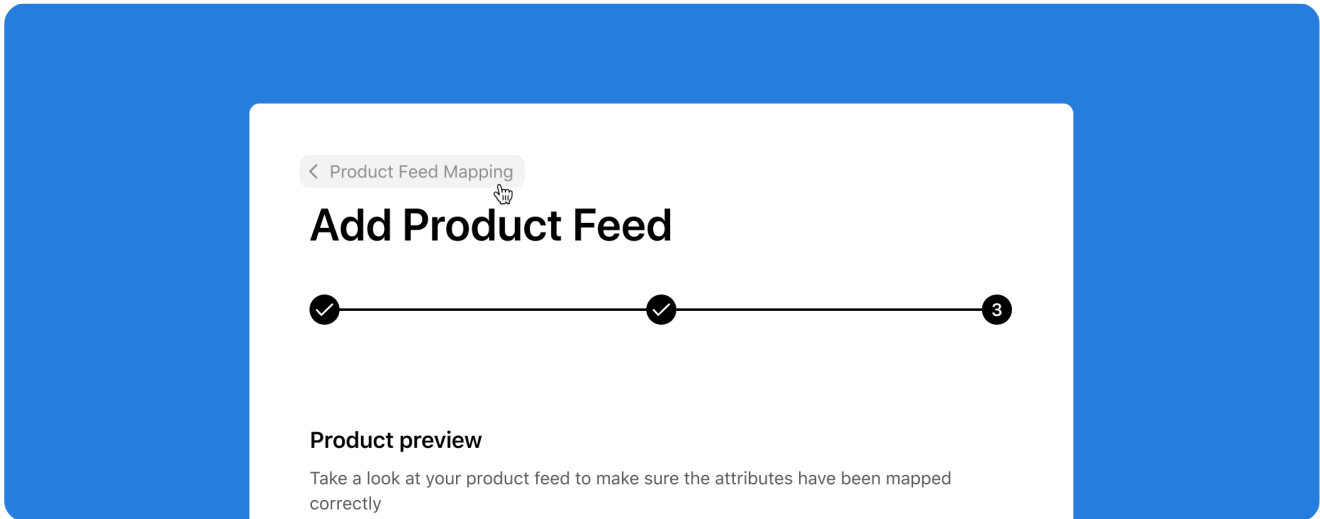 Product Feed Mapping
Add Product Feed
3
Product preview
Take a look at your product feed to make sure the attributes have been mapped
correctly